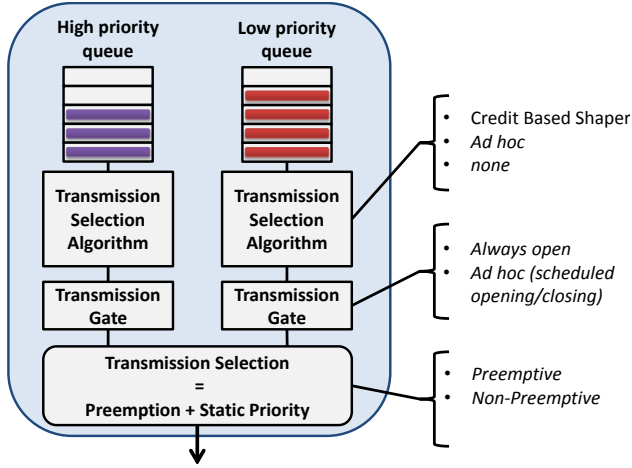 High priority
queue
Low priority
queue
Transmission
Selection
Algorithm
Transmission
Selection
Algorithm
• Credit Based Shaper
• Ad hoc
• none
Transmission
Gate
Transmission
Gate
• Always open
• Ad hoc (scheduled
opening/closing)
Transmission Selection
=
Preemption + Static Priority
• Preemptive
• Non-Preemptive